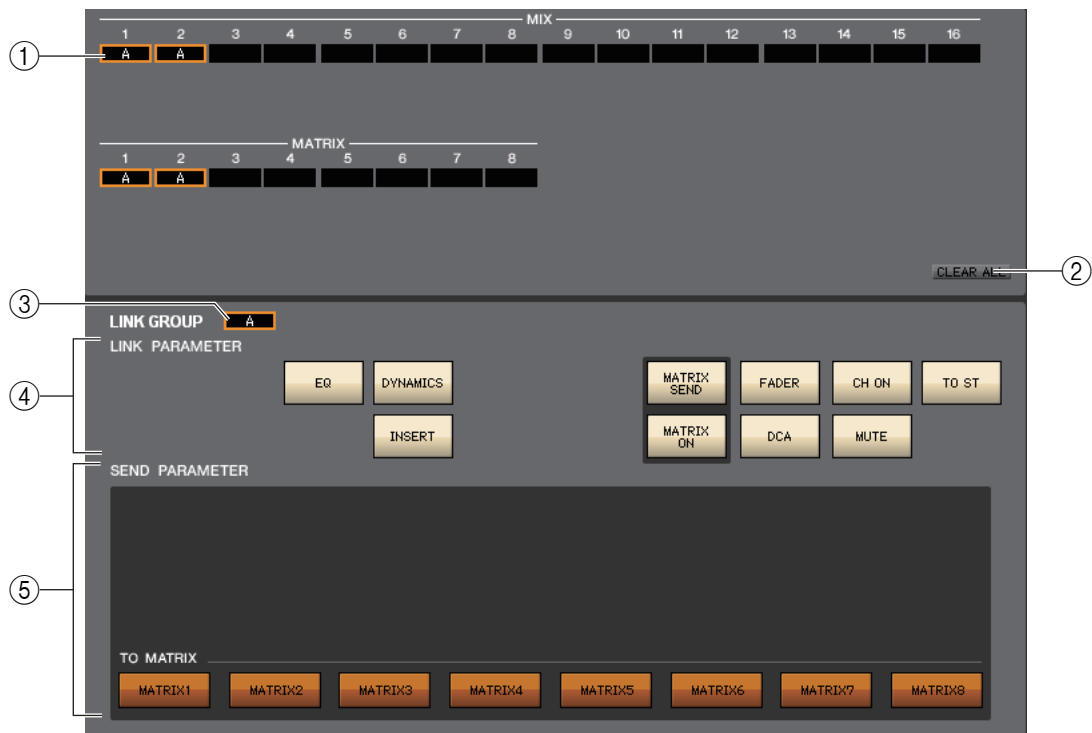 MIX
1 2 3 4 5 6 7 8 9 10 11 12 13 14 15 16
① A A
MATRIX
1 2 3 4 5 6 7 8
A A
CLEAR ALL ②
③
LINK GROUP A
LINK PARAMETER
④
EQ DYNAMICS MATRIX SEND FADER CH ON TO ST
INSERT MATRIX ON DCA MUTE
SEND PARAMETER
⑤
TO MATRIX
MATRIX1 MATRIX2 MATRIX3 MATRIX4 MATRIX5 MATRIX6 MATRIX7 MATRIX8